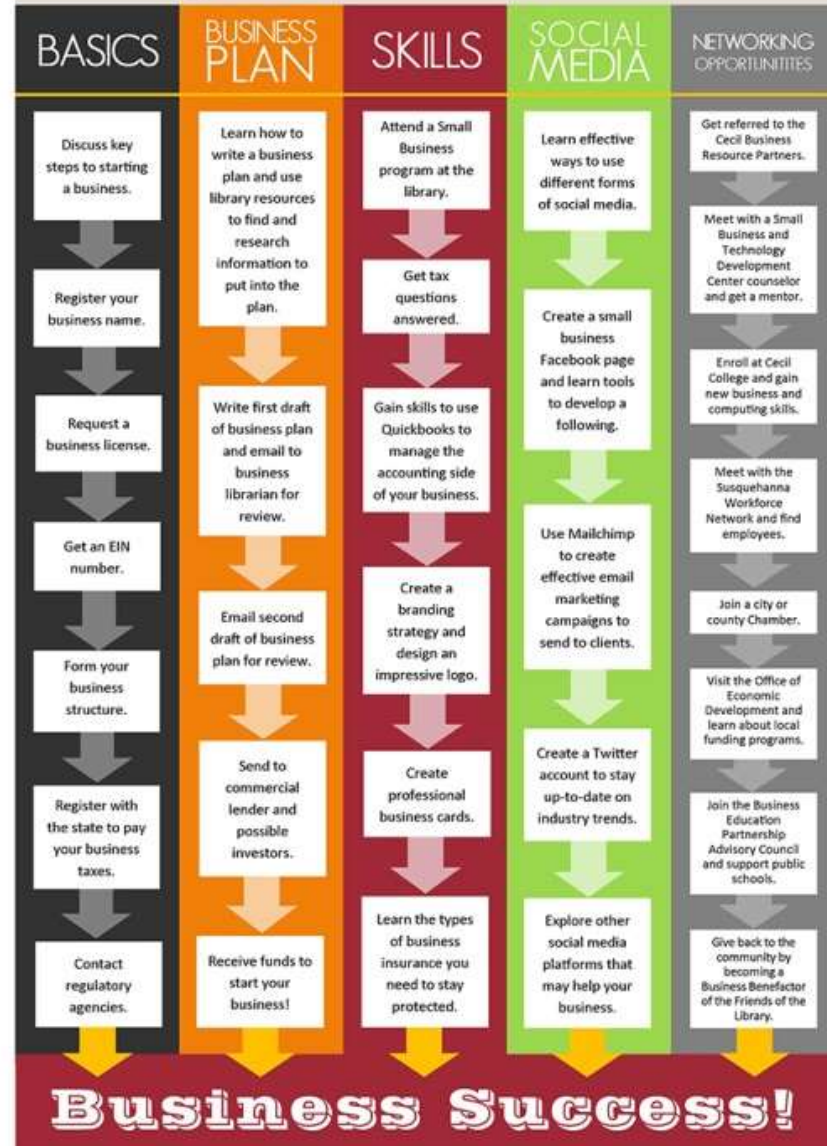 BASICS
Discuss key
steps to starting
a business.
Register your
business name.
Request a
business license.
Get an EIN
number.
Form your
business
structure.
Register with
the state to pay
your business
taxes.
Contact
regulatory
agencies.
BUSINESS
PLAN
Learn how to
write a business
plan and use
library resources
to find and
research
information to
put into the
plan.
Write first draft
of business plan
and email to
business
librarian for
review.
Email second
draft of business
plan for review.
Send to
commercial
lender and
possible
investors.
Receive funds to
start your
business!
SKILLS
Attend a Small
Business
program at the
library.
Get tax
questions
answered.
Gain skills to use
Quickbooks to
manage the
accounting side
of your business.
Create a
branding
strategy and
design an
impressive logo.
Create
professional
business cards.
Learn the types
of business
insurance you
need to stay
protected.
SOCIAL
MEDIA
Learn effective
ways to use
different forms
of social media.
Create a small
business
Facebook page
and learn tools
to develop a
following.
Use Mailchimp
to create
effective email
marketing
campaigns to
send to clients.
Create a Twitter
account to stay
up-to-date on
industry trends.
Explore other
social media
platforms that
may help your
business.
NETWORKING
OPPORTUNITITES
Get referred to the
Cecil Business
Resource Partners.
Meet with a Small
Business and
Technology
Development
Center counselor
and get a mentor.
Enroll at Cecil
College and gain
new business and
computing skills.
Meet with the
Susquehanna
Workforce
Network and find
employees.
Join a city or
county Chamber.
Visit the Office of
Economic
Development and
learn about local
funding programs.
Join the Business
Education
Partnership
Advisory Council
and support public
schools.
Give back to the
community by
becoming a
Business Benefactor
of the Friends of the
Library.
Business Success!